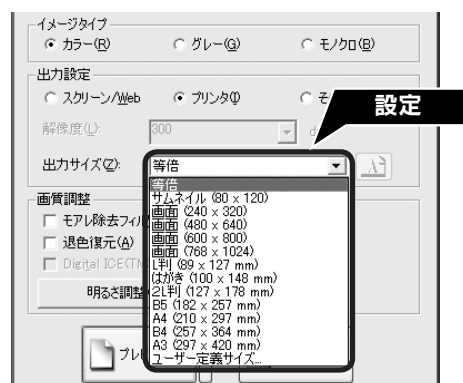 イメージタイプ
カラー(R) グレー(G) モノクロ(B)
出力設定
スクリーン/Web プリンタ(I) そ
設定
解像度(L): 300 d
出力サイズ(Z): 等倍
等倍
サムネイル (80 x 120)
画面 (240 x 320)
画面 (480 x 640)
画面 (600 x 800)
画面 (768 x 1024)
L判 (89 x 127 mm)
はがき (100 x 148 mm)
2L判 (127 x 178 mm)
B5 (182 x 257 mm)
A4 (210 x 297 mm)
B4 (257 x 364 mm)
A3 (297 x 420 mm)
ユーザー定義サイズ...
画質調整
モアレ除去フィル
退色復元(A)
Digital ICE(TM
明るさ調整
プレ